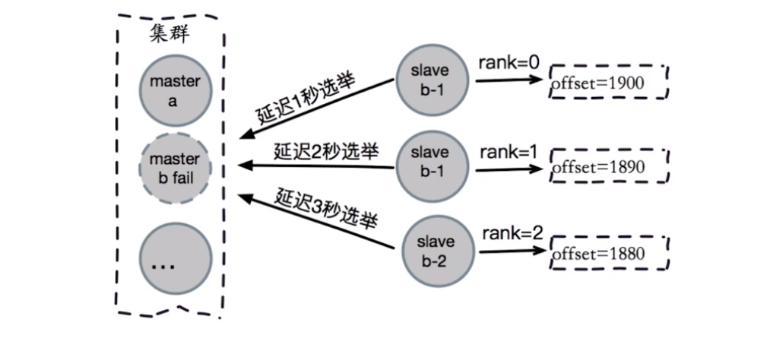 集群
master
a
master
b fail
...
延迟1秒选举
延迟2秒选举
延迟3秒选举
slave
b-1
rank=0
offset=1900
slave
b-1
rank=1
offset=1890
slave
b-2
rank=2
offset=1880